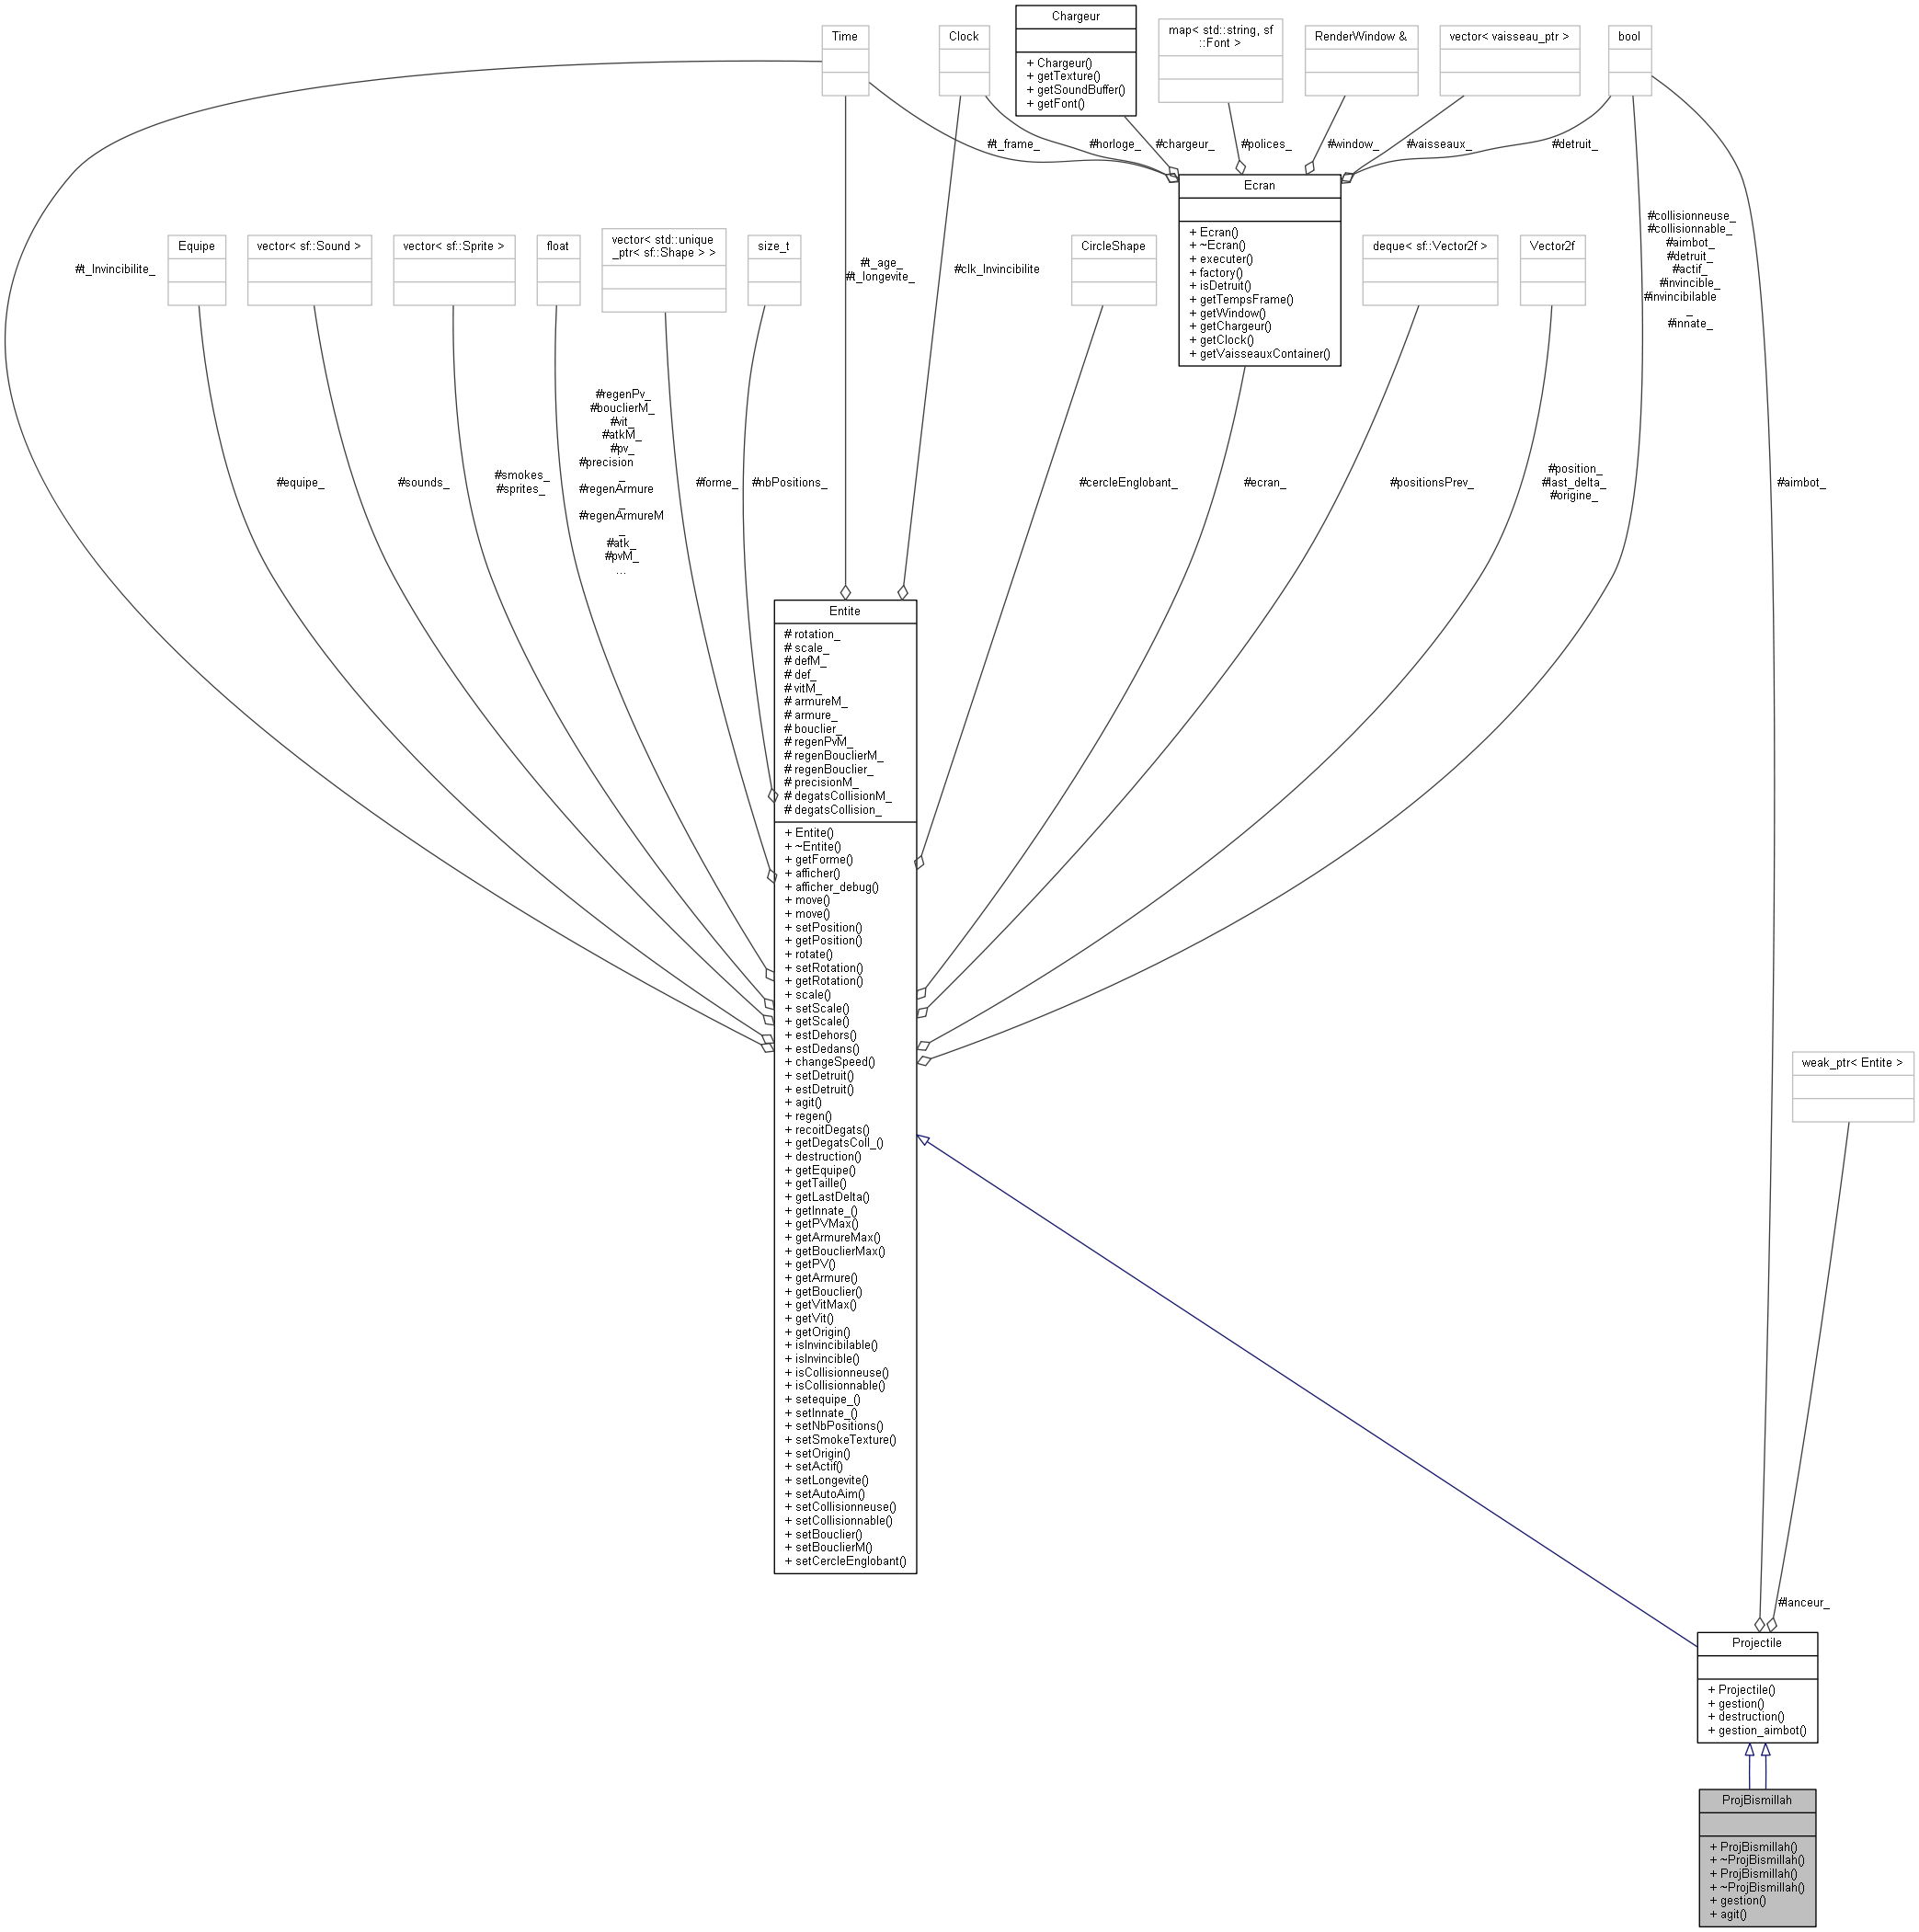 Chargeur
+ Chargeur()
+ getTexture()
+ getSoundBuffer()
+ getFont()
Time
Clock
map< std::string, sf
::Font >
RenderWindow &
vector< vaisseau_ptr >
bool
#t_frame_
#horloge_
#chargeur_
#polices_
#window_
#vaisseaux_
#detruit_
Ecran
+ Ecran()
+ ~Ecran()
+ executer()
+ factory()
+ isDetruit()
+ getTempsFrame()
+ getWindow()
+ getChargeur()
+ getClock()
+ getVaisseauxContainer()
#collisionneuse_
#collisionnable_
#aimbot_
#detruit_
#actif_
#invincible_
#invincibilable
_
#innate_
#t_Invincibilite_
Equipe
vector< sf::Sound >
vector< sf::Sprite >
float
vector< std::unique
_ptr< sf::Shape > >
size_t
#t_age_
#t_longevite_
#clk_Invincibilite
CircleShape
deque< sf::Vector2f >
Vector2f
#equipe_
#sounds_
#smokes_
#sprites_
#regenPv_
#bouclierM_
#vit_
#atkM_
#pv_
#precision
_
#regenArmure
_
#regenArmureM
_
#atk_
#pvM_
...
#forme_
#nbPositions_
#cercleEnglobant_
#ecran_
#positionsPrev_
#position_
#last_delta_
#origine_
#aimbot_
Entite
# rotation_
# scale_
# defM_
# def_
# vitM_
# armureM_
# armure_
# bouclier_
# regenPvM_
# regenBouclierM_
# regenBouclier_
# precisionM_
# degatsCollisionM_
# degatsCollision_
+ Entite()
+ ~Entite()
+ getForme()
+ afficher()
+ afficher_debug()
+ move()
+ move()
+ setPosition()
+ getPosition()
+ rotate()
+ setRotation()
+ getRotation()
+ scale()
+ setScale()
+ getScale()
+ estDehors()
+ estDedans()
+ changeSpeed()
+ setDetruit()
+ estDetruit()
+ agit()
+ regen()
+ recoitDegats()
+ getDegatsColl_()
+ destruction()
+ getEquipe()
+ getTaille()
+ getLastDelta()
+ getInnate_()
+ getPVMax()
+ getArmureMax()
+ getBouclierMax()
+ getPV()
+ getArmure()
+ getBouclier()
+ getVitMax()
+ getVit()
+ getOrigin()
+ isInvincibilable()
+ isInvincible()
+ isCollisionneuse()
+ isCollisionnable()
+ setequipe_()
+ setInnate_()
+ setNbPositions()
+ setSmokeTexture()
+ setOrigin()
+ setActif()
+ setLongevite()
+ setAutoAim()
+ setCollisionneuse()
+ setCollisionnable()
+ setBouclier()
+ setBouclierM()
+ setCercleEnglobant()
weak_ptr< Entite >
#lanceur_
Projectile
+ Projectile()
+ gestion()
+ destruction()
+ gestion_aimbot()
ProjBismillah
+ ProjBismillah()
+ ~ProjBismillah()
+ ProjBismillah()
+ ~ProjBismillah()
+ gestion()
+ agit()